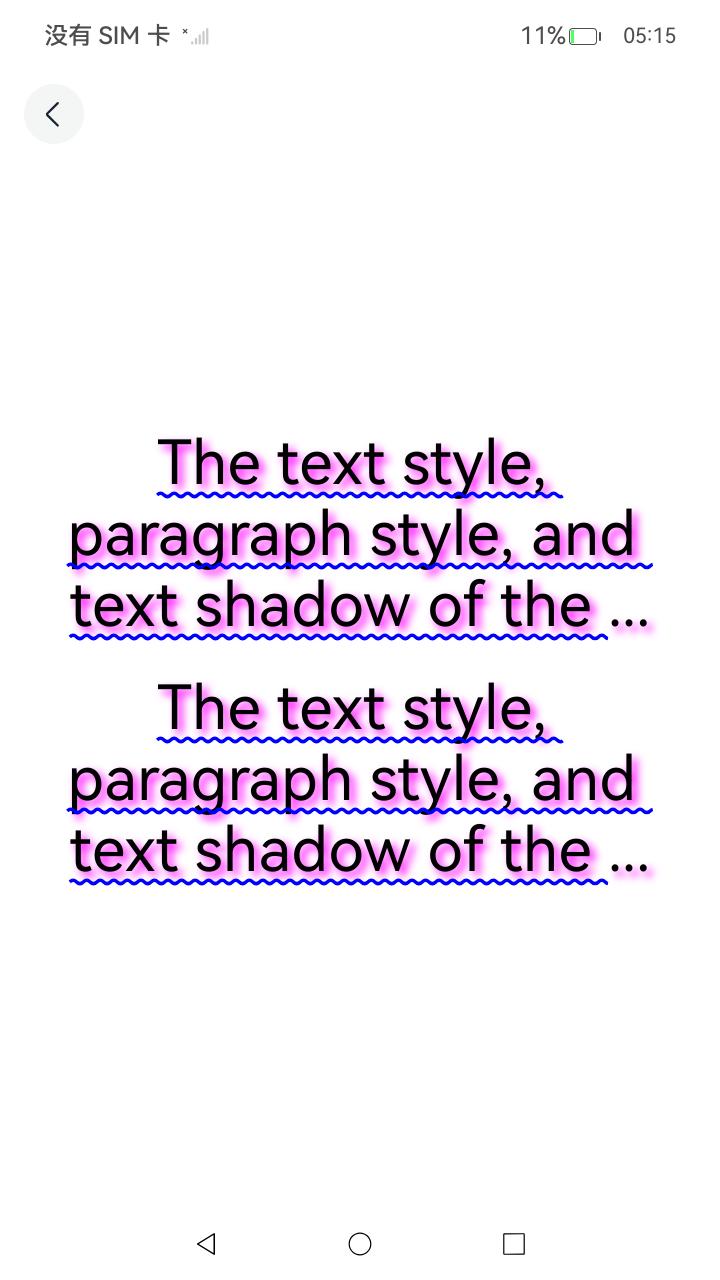 没有 SIM 卡 11% 05:15
The text style,
paragraph style, and
text shadow of the ...
The text style,
paragraph style, and
text shadow of the ...